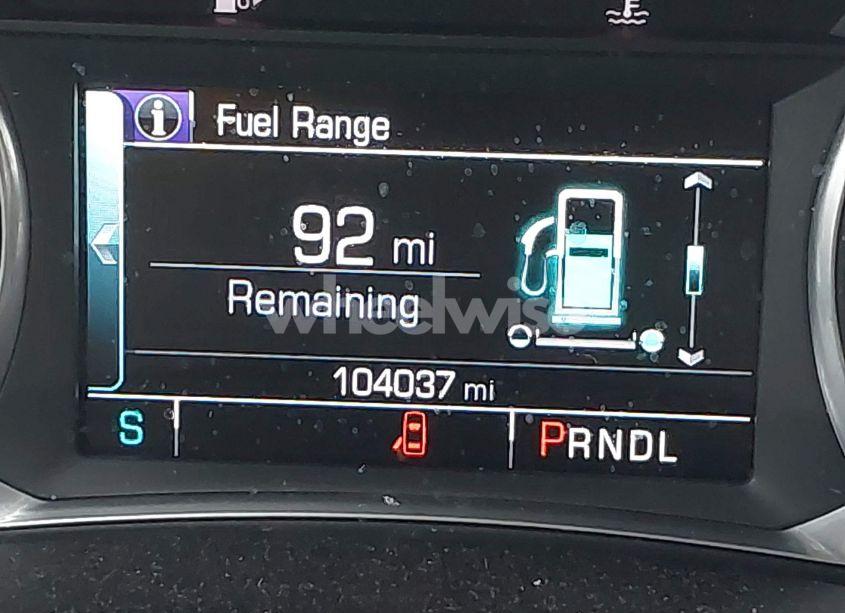 Fuel Range
92 mi
Remaining
wheelwise
104037 mi
S
PRNDL